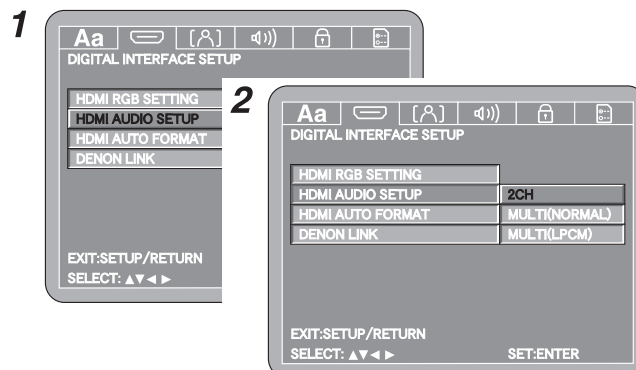 1
Aa
DIGITAL INTERFACE SETUP
HDMI RGB SETTING
HDMI AUDIO SETUP
HDMI AUTO FORMAT
DENON LINK
EXIT:SETUP/RETURN
SELECT: ▲▼◄ ►
2
Aa
DIGITAL INTERFACE SETUP
HDMI RGB SETTING
HDMI AUDIO SETUP 2CH
HDMI AUTO FORMAT MULTI(NORMAL)
DENON LINK MULTI(LPCM)
EXIT:SETUP/RETURN
SELECT: ▲▼◄ ► SET:ENTER